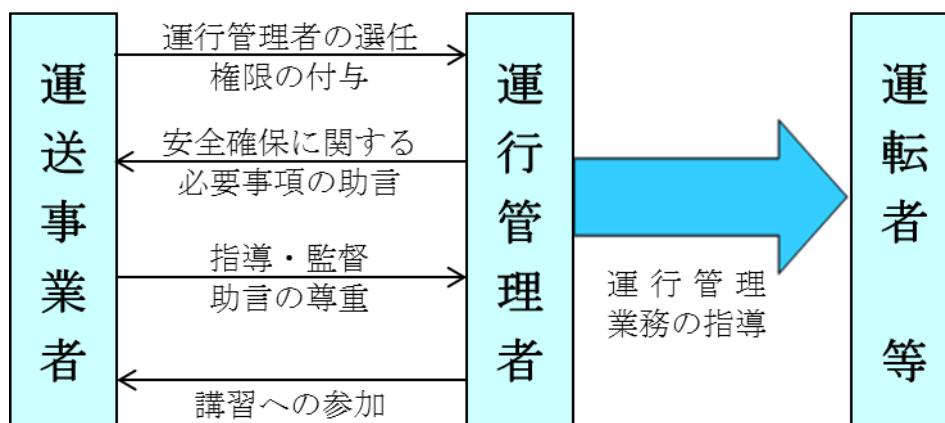 運送事業者
運行管理者の選任
権限の付与
安全確保に関する
必要事項の助言
指導・監督
助言の尊重
講習への参加
運行管理者
運行管理
業務の指導
運転者 等